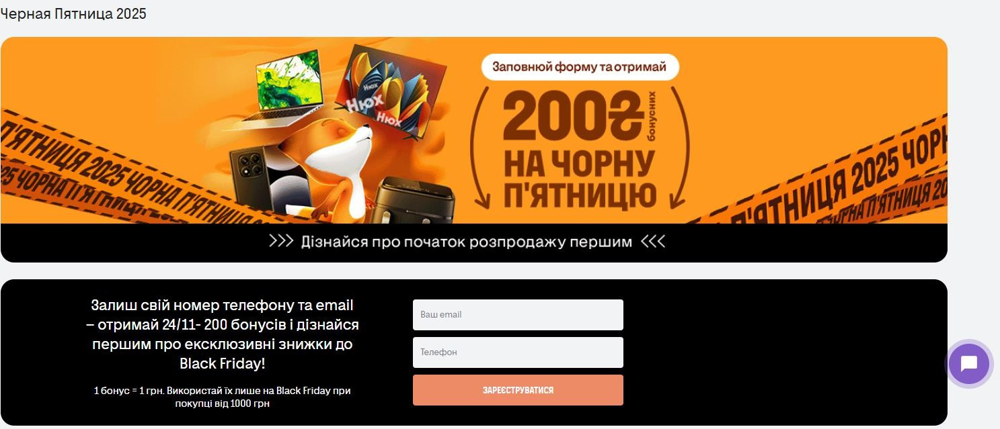 Черная Пятница 2025
Заповнюй форму та отримай
200₴ бонусних
НА ЧОРНУ
П'ЯТНИЦЮ
Нюх
Нюх
Нюх
П'ЯТНИЦЯ 2025 ЧОРНА П'ЯТНИЦЯ
25 ЧОРНА П'ЯТНИЦЯ
П'ЯТНИЦЯ 2025 ЧОРН
ЧОРНА П'ЯТНИЦЯ 20
>>> Дізнайся про початок розпродажу першим <<<
Залиш свій номер телефону та email
– отримай 24/11- 200 бонусів і дізнайся
першим про ексклюзивні знижки до
Black Friday!
1 бонус = 1 грн. Використай їх лише на Black Friday при
покупці від 1000 грн
Ваш email
Телефон
ЗАРЕЄСТРУВАТИСЯ